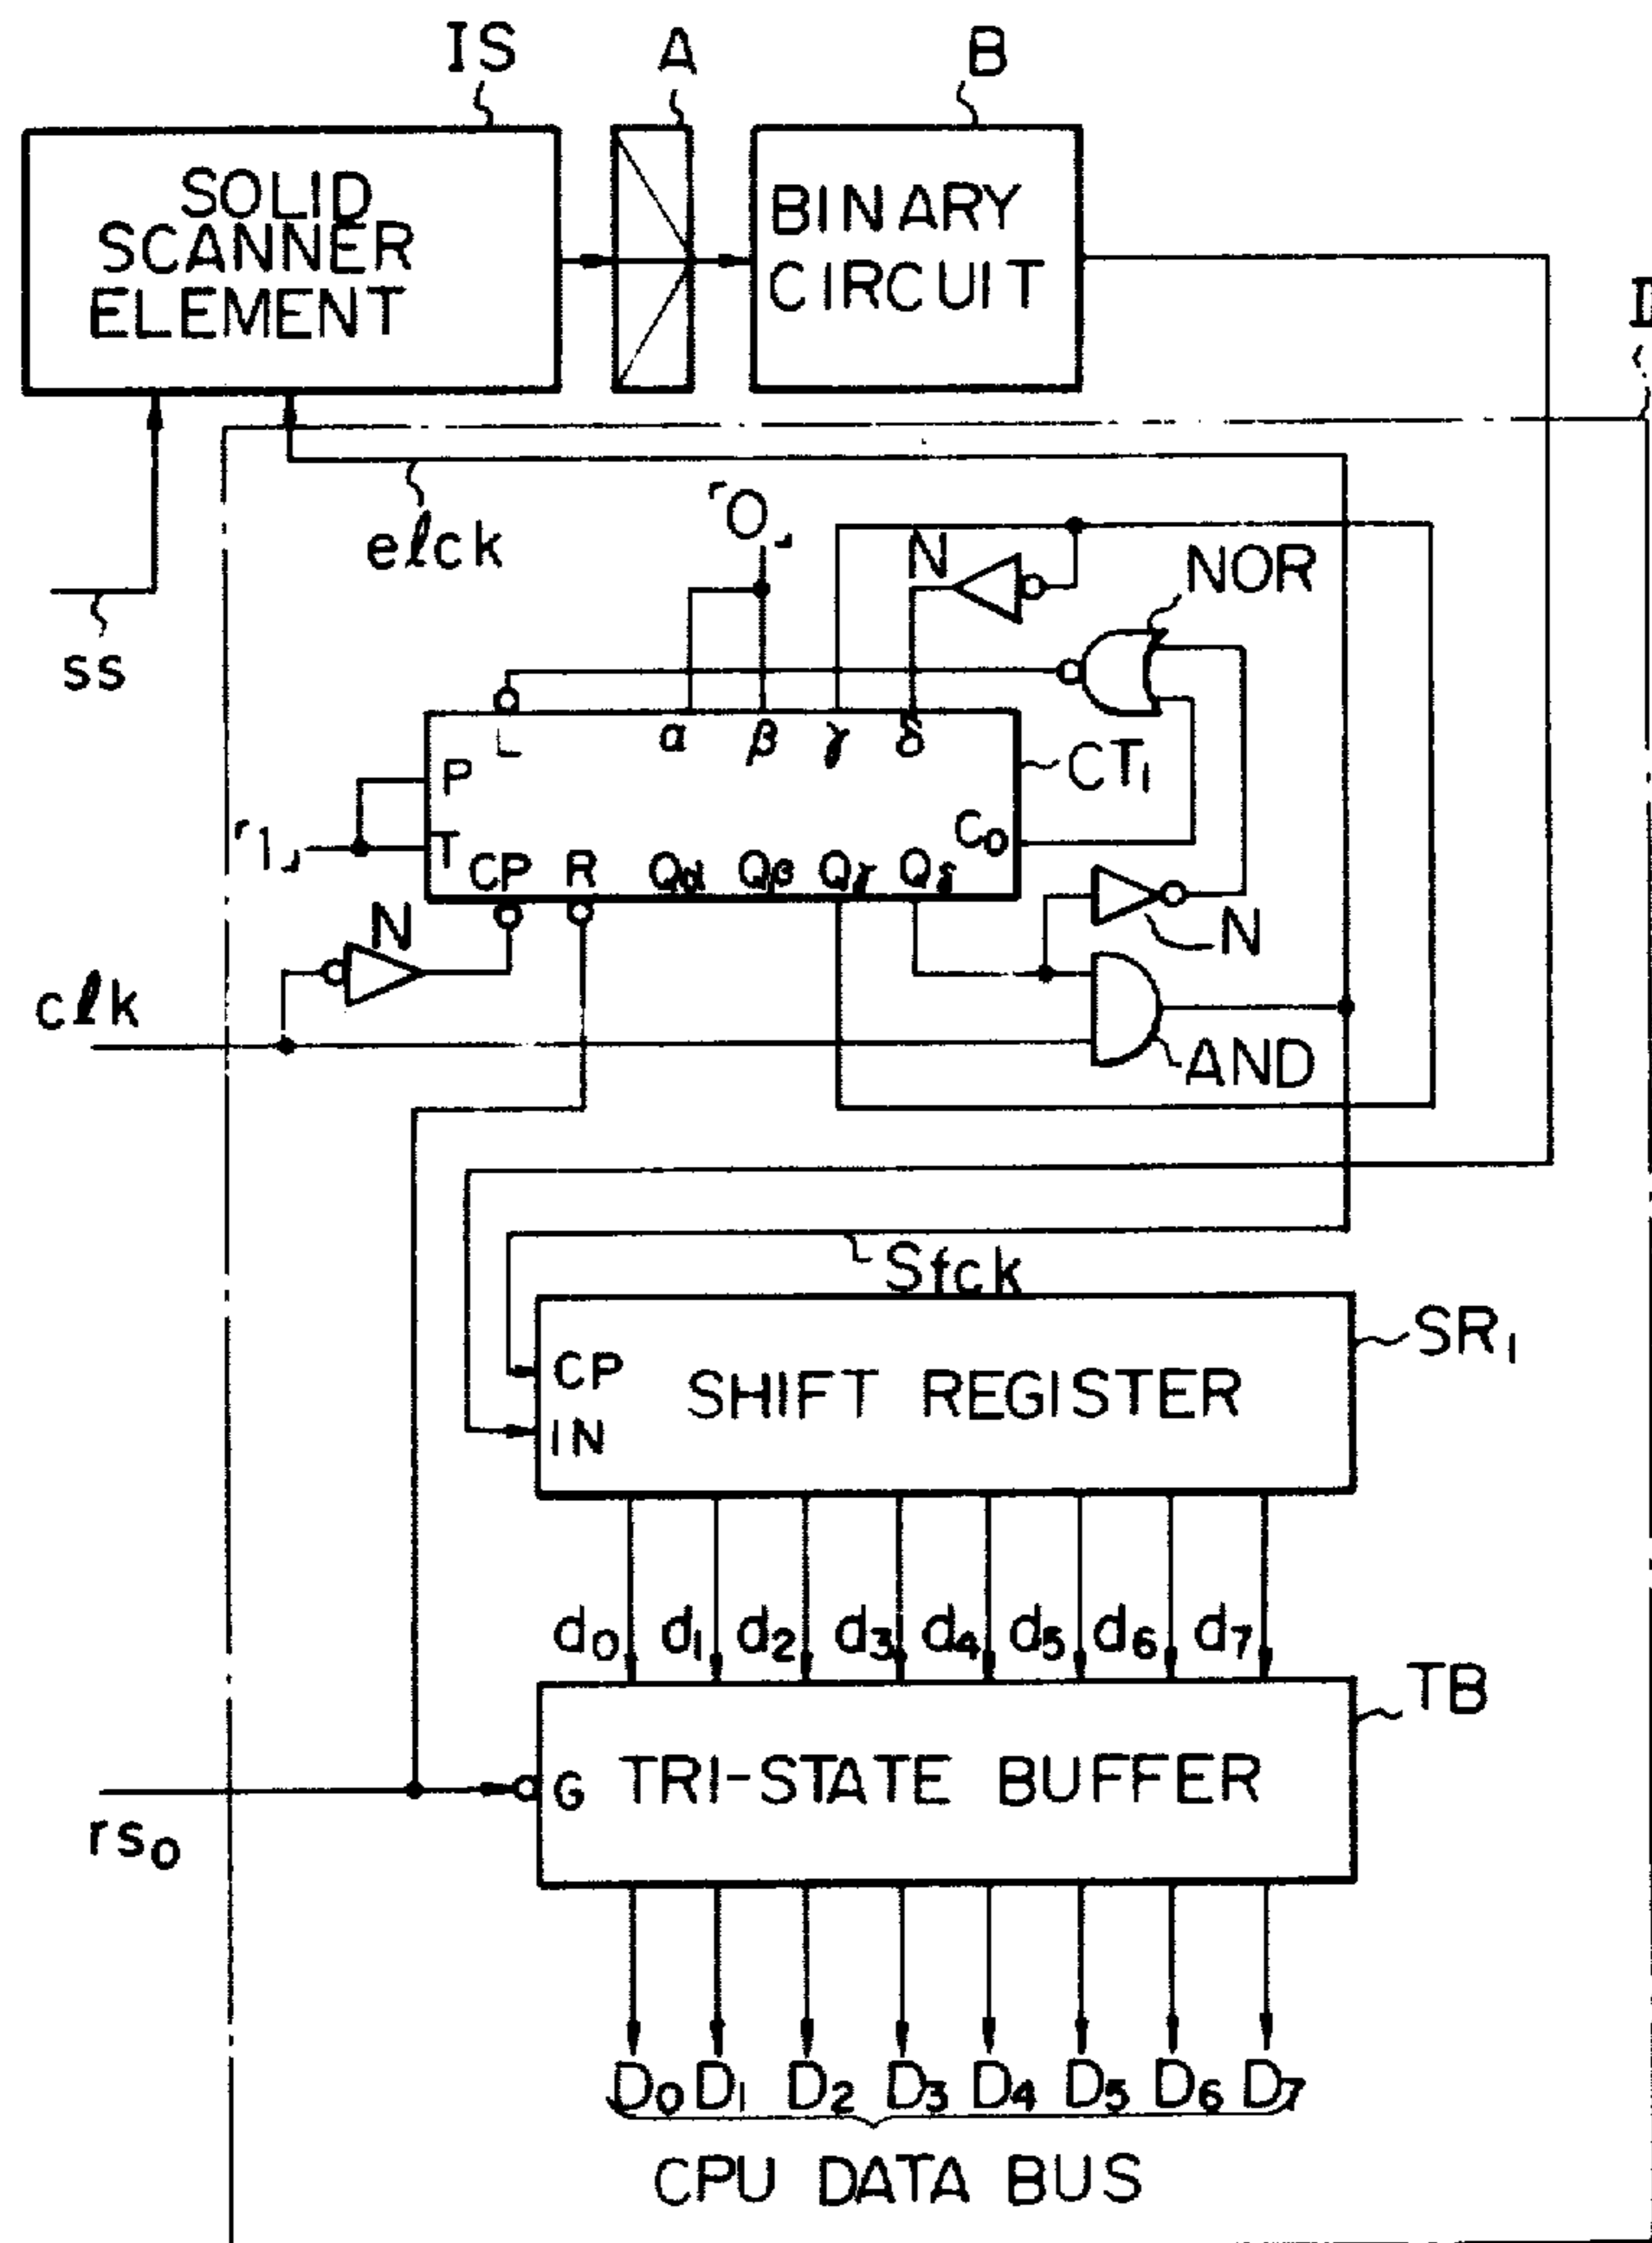 IS
A
B
SOLID
SCANNER
ELEMENT
BINARY
CIRCUIT
elck
「0」
N
NOR
ss
L
α
β
γ
δ
CT1
P
「1」
T
CP
R
Qα
Qβ
Qγ
Qδ
C0
N
N
clk
AND
Sfck
SR1
CP
SHIFT REGISTER
IN
d0 d1 d2 d3 d4 d5 d6 d7
TB
G
TRI-STATE BUFFER
rs0
D0 D1 D2 D3 D4 D5 D6 D7
CPU DATA BUS